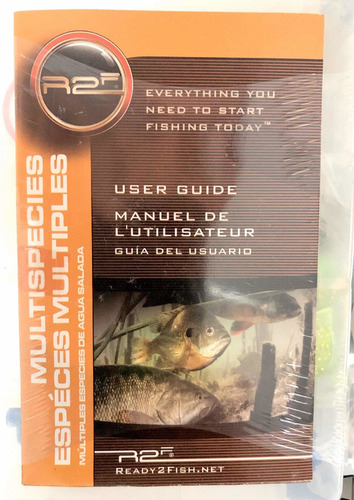 R2F
EVERYTHING YOU
NEED TO START
FISHING TODAY™
USER GUIDE
MANUEL DE
L'UTILISATEUR
GUÍA DEL USUARIO
MULTISPECIES
ESPÉCES MULTIPLES
MÚLTIPLES ESPECIES DE AGUA SALADA
R2F®
READY2FISH.NET